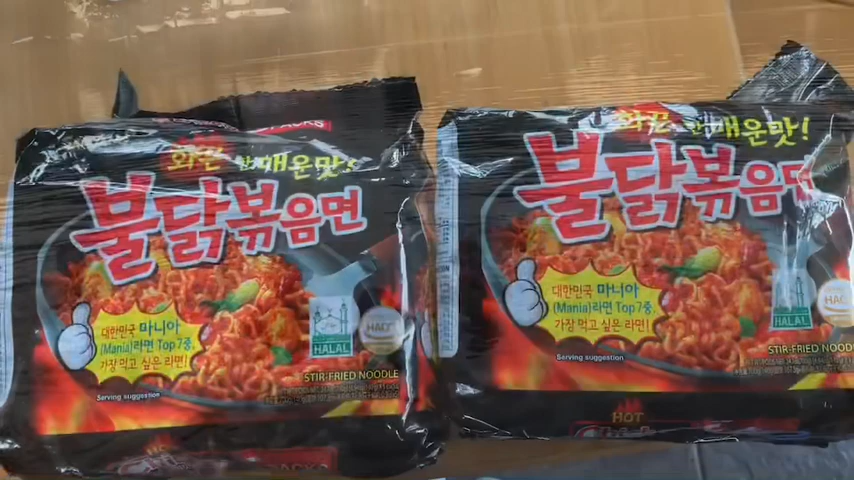 화끈한 매운맛!
불닭볶음면
대한민국 마니아
(Mania)라면 Top7중,
가장 먹고 싶은 라면!
Serving suggestion
HALAL
STIR-FRIED NOODLE
화끈한 매운맛!
불닭볶음면
대한민국 마니아
(Mania)라면 Top7중,
가장 먹고 싶은 라면!
Serving suggestion
HALAL
STIR-FRIED NOODLE
HOT